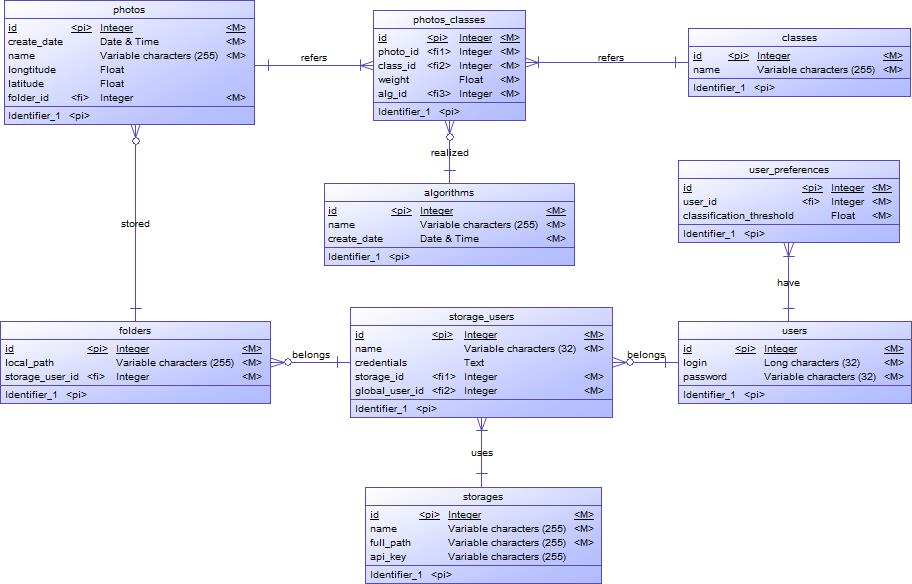 photos
id <pi> Integer <M>
create_date Date & Time <M>
name Variable characters (255) <M>
longtitude Float
latitude Float
folder_id <fi> Integer <M>
Identifier_1 <pi>
refers
photos_classes
id <pi> Integer <M>
photo_id <fi1> Integer <M>
class_id <fi2> Integer <M>
weight Float <M>
alg_id <fi3> Integer <M>
Identifier_1 <pi>
refers
classes
id <pi> Integer <M>
name Variable characters (255) <M>
Identifier_1 <pi>
realized
algorithms
id <pi> Integer <M>
name Variable characters (255) <M>
create_date Date & Time <M>
Identifier_1 <pi>
user_preferences
id <pi> Integer <M>
user_id <fi> Integer <M>
classification_threshold Float <M>
Identifier_1 <pi>
stored
have
folders
id <pi> Integer <M>
local_path Variable characters (255) <M>
storage_user_id <fi> Integer <M>
Identifier_1 <pi>
belongs
storage_users
id <pi> Integer <M>
name Variable characters (32) <M>
credentials Text
storage_id <fi1> Integer <M>
global_user_id <fi2> Integer <M>
Identifier_1 <pi>
belongs
users
id <pi> Integer <M>
login Long characters (32) <M>
password Variable characters (32) <M>
Identifier_1 <pi>
uses
storages
id <pi> Integer <M>
name Variable characters (255) <M>
full_path Variable characters (255) <M>
api_key Variable characters (255)
Identifier_1 <pi>